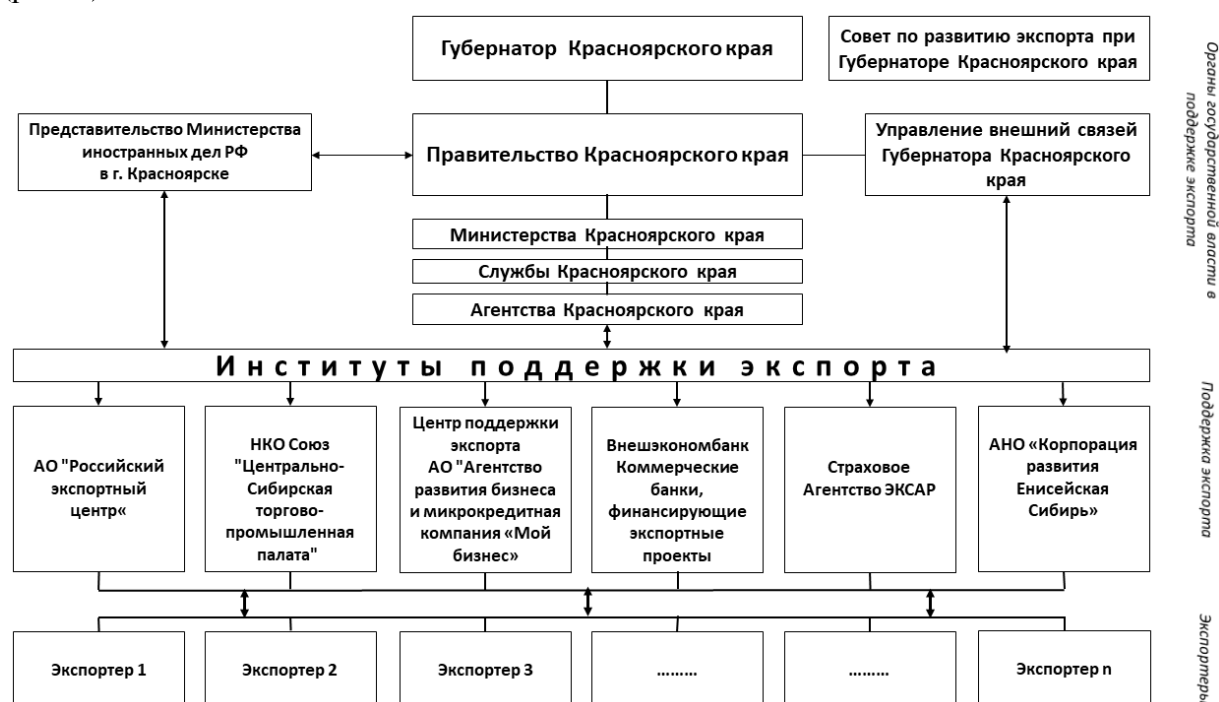 Губернатор Красноярского края
Совет по развитию экспорта при
Губернаторе Красноярского края
Представительство Министерства
иностранных дел РФ
в г. Красноярске
Правительство Красноярского края
Управление внешний связей
Губернатора Красноярского
края
Министерства Красноярского края
Службы Красноярского края
Агентства Красноярского края
Органы государственной власти в
поддержке экспорта
Институты поддержки экспорта
АО "Российский
экспортный
центр“
НКО Союз
"Центрально-
Сибирская
торгово-
промышленная
палата"
Центр поддержки
экспорта
АО "Агентство
развития бизнеса
и микрокредитная
компания «Мой
бизнес»
Внешэкономбанк
Коммерческие
банки,
финансирующие
экспортные
проекты
Страховое
Агентство ЭКСАР
АНО «Корпорация
развития
Енисейская
Сибирь»
Поддержка экспорта
Экспортер 1
Экспортер 2
Экспортер 3
.........
.........
Экспортер n
Экспортеры